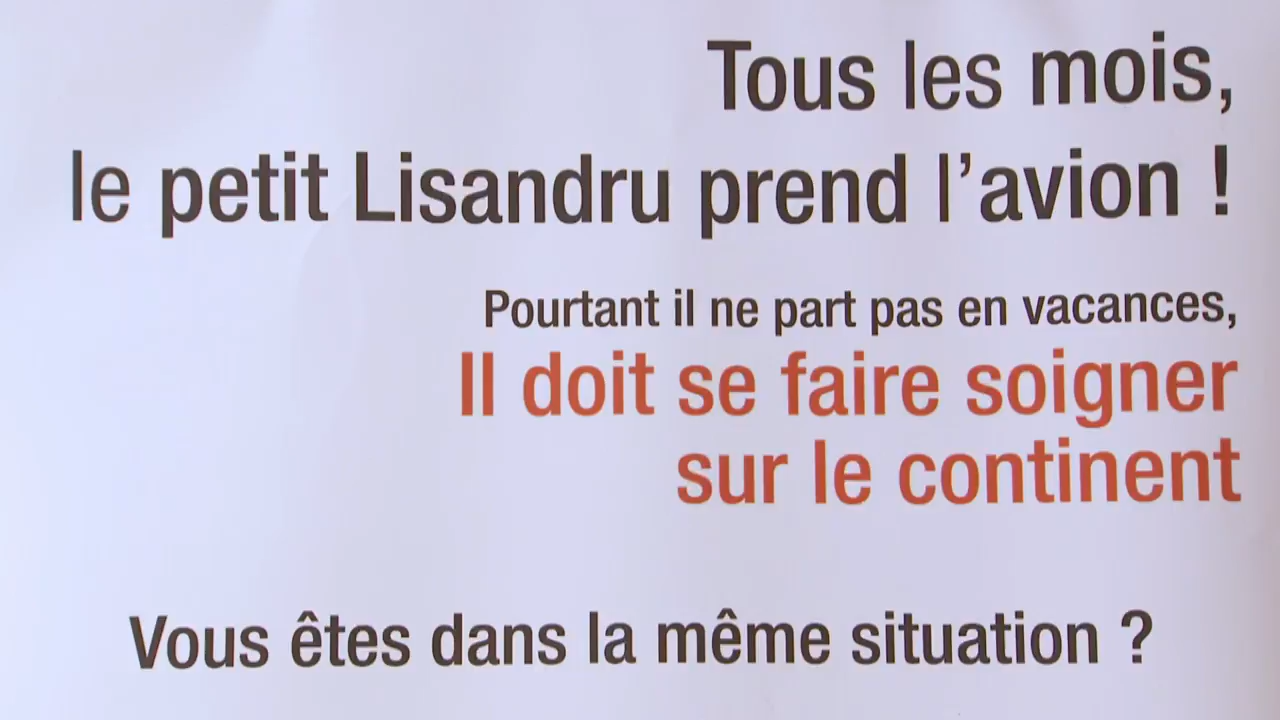 Tous les mois,
le petit Lisandru prend l'avion !
Pourtant il ne part pas en vacances,
Il doit se faire soigner
sur le continent
Vous êtes dans la même situation ?